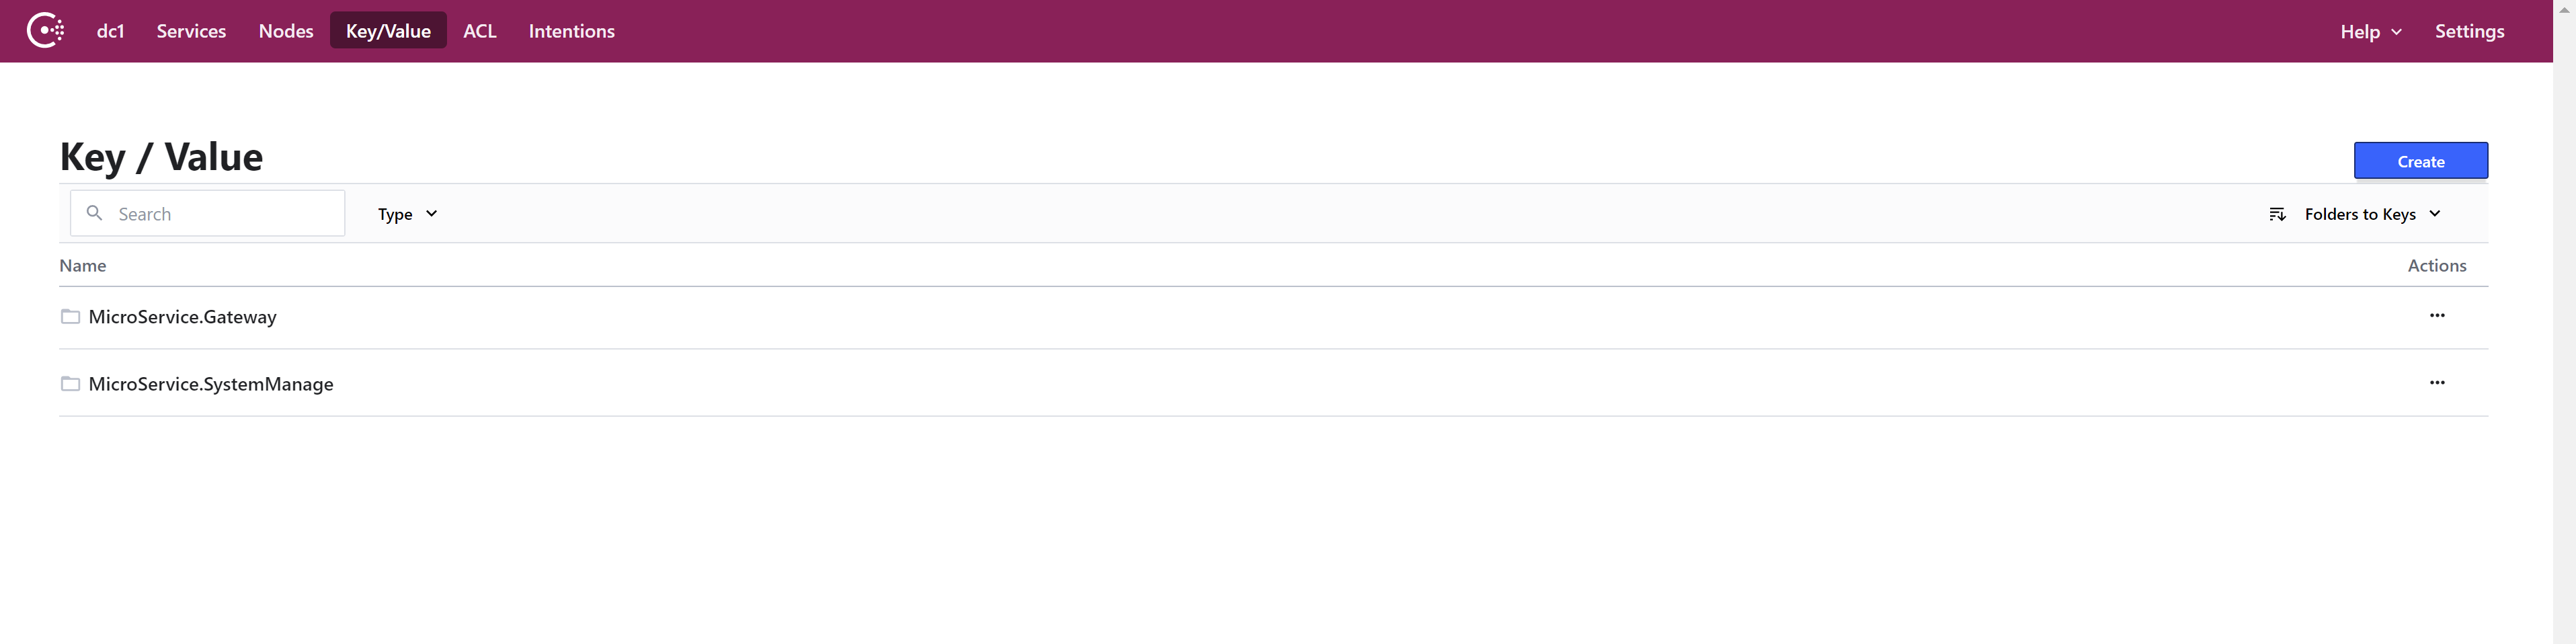 dc1 Services Nodes Key/Value ACL Intentions Help Settings
Key / Value
Create
Search Type Folders to Keys
Name Actions
MicroService.Gateway
MicroService.SystemManage